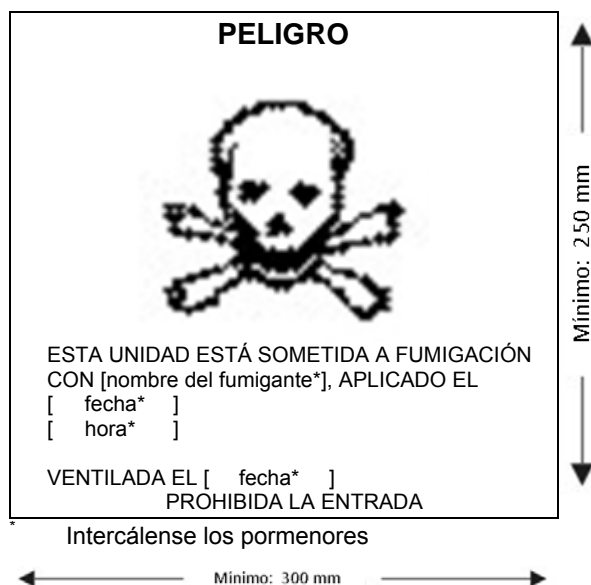 PELIGRO
ESTA UNIDAD ESTÁ SOMETIDA A FUMIGACIÓN
CON [nombre del fumigante*], APLICADO EL
[ fecha* ]
[ hora* ]
VENTILADA EL [ fecha* ]
PROHIBIDA LA ENTRADA
* Intercálense los pormenores
Mínimo: 250 mm
Mínimo: 300 mm